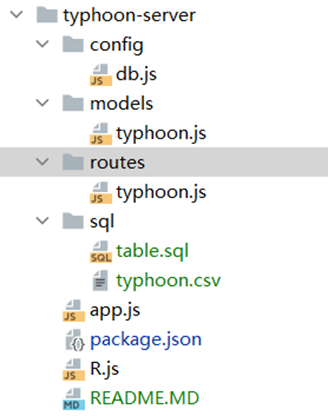 typhoon-server
config
JS db.js
models
JS typhoon.js
routes
JS typhoon.js
sql
SQL table.sql
typhoon.csv
JS app.js
{} package.json
JS R.js
MD README.MD